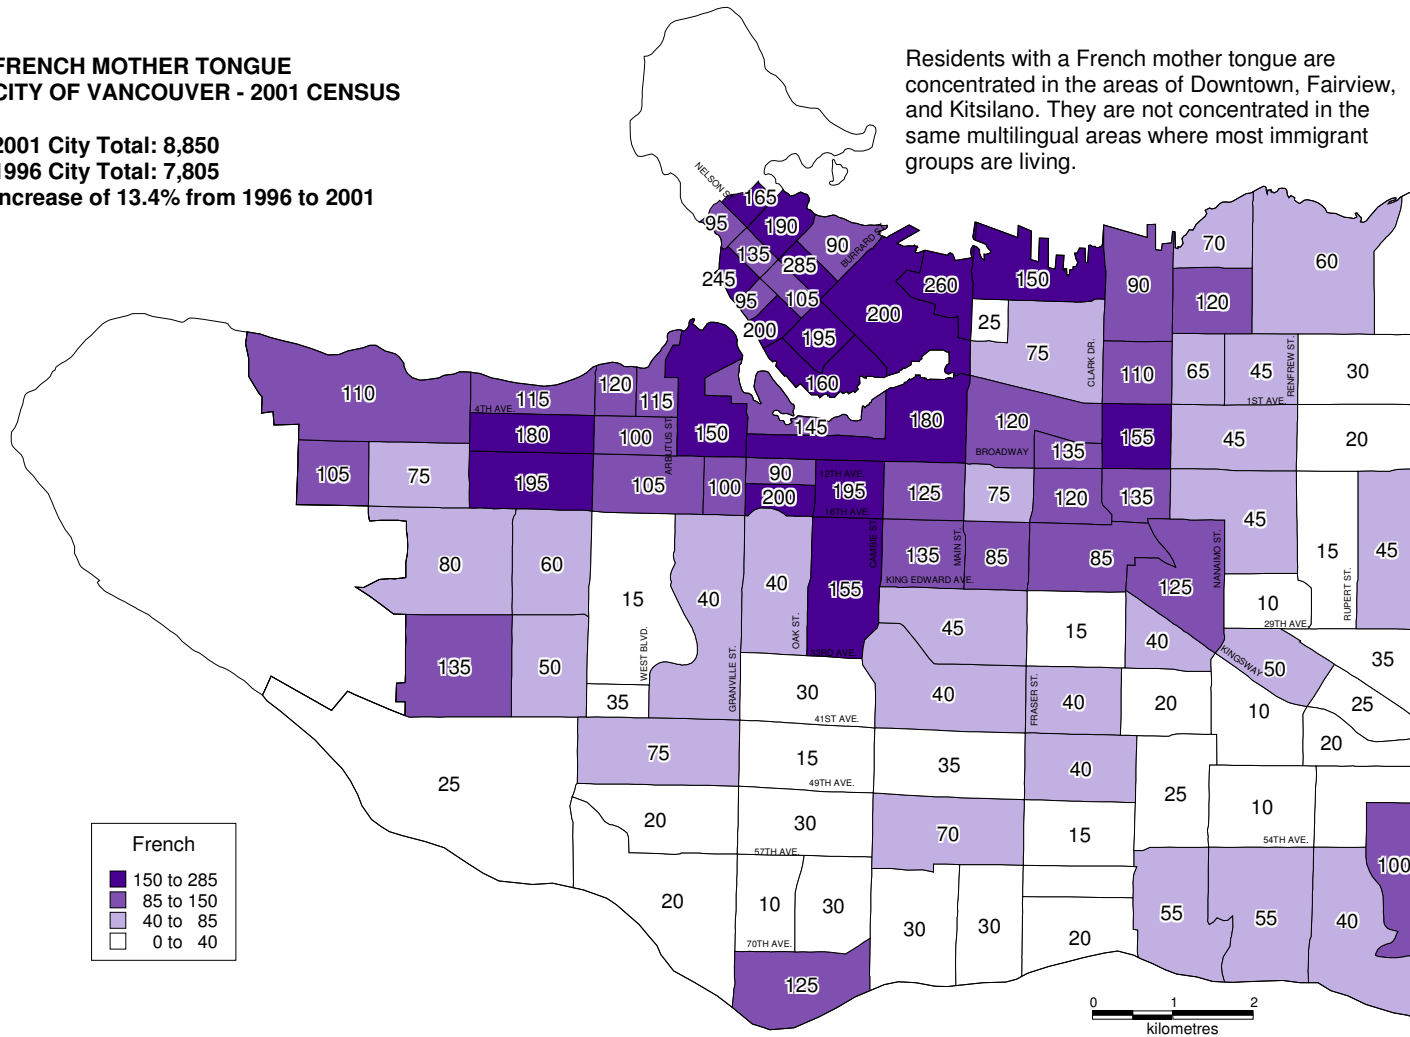 FRENCH MOTHER TONGUE
CITY OF VANCOUVER - 2001 CENSUS
2001 City Total: 8,850
1996 City Total: 7,805
Increase of 13.4% from 1996 to 2001
Residents with a French mother tongue are
concentrated in the areas of Downtown, Fairview,
and Kitsilano. They are not concentrated in the
same multilingual areas where most immigrant
groups are living.
NELSON ST.
165
95
190
135
90
BURRARD ST.
285
245
95
105
200
260
200
195
160
150
25
75
CLARK DR.
90
110
70
60
120
65
45
RENFREW ST.
30
1ST AVE.
110
115
4TH AVE.
120
115
180
100
ARBUTUS ST.
150
145
180
120
BROADWAY
135
155
45
20
105
75
195
105
100
90
200
12TH AVE.
195
16TH AVE.
125
75
120
135
45
15
45
RUPERT ST.
80
60
15
40
40
OAK ST.
155
CAMBIE ST.
33RD AVE.
135
MAIN ST.
85
KING EDWARD AVE.
85
125
NANAIMO ST.
10
29TH AVE.
135
50
WEST BLVD.
35
GRANVILLE ST.
30
41ST AVE.
45
15
40
KINGSWAY
50
35
40
FRASER ST.
40
20
10
25
20
25
75
15
49TH AVE.
35
40
25
10
54TH AVE.
20
30
57TH AVE.
70
15
100
20
10
70TH AVE.
30
30
30
20
55
55
40
125
French
150 to 285
85 to 150
40 to 85
0 to 40
0 1 2
kilometres